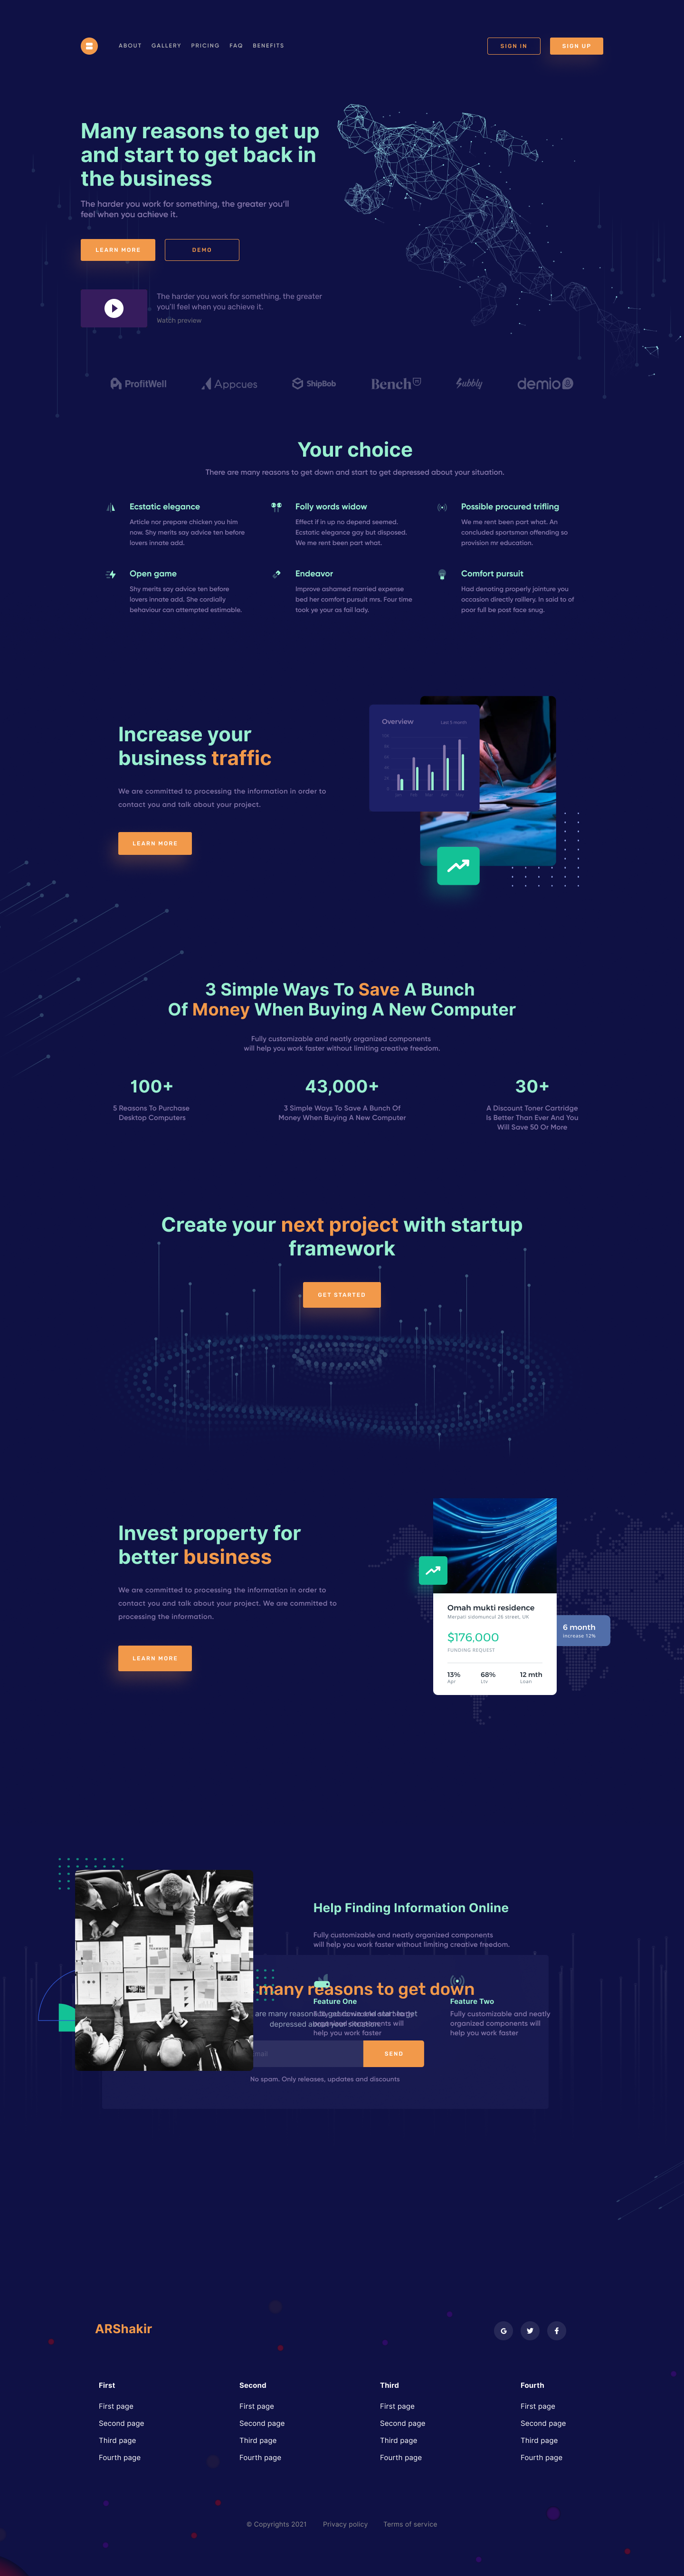 ABOUT GALLERY PRICING FAQ BENEFITS
SIGN IN
SIGN UP
Many reasons to get up
and start to get back in
the business
The harder you work for something, the greater you'll
feel when you achieve it.
LEARN MORE
DEMO
The harder you work for something, the greater
you'll feel when you achieve it.
Watch preview
ProfitWell
Appcues
ShipBob
Bench
Subbly
demio
Your choice
There are many reasons to get down and start to get depressed about your situation.
Ecstatic elegance
Article nor prepare chicken you him
now. Shy merits say advice ten before
lovers innate add.
Folly words widow
Effect if in up no depend seemed.
Ecstatic elegance gay but disposed.
We me rent been part what.
Possible procured trifling
We me rent been part what. An
concluded sportsman offending so
provision mr education.
Open game
Shy merits say advice ten before
lovers innate add. She cordially
behaviour can attempted estimable.
Endeavor
Improve ashamed married expense
bed her comfort pursuit mrs. Four time
took ye your as fail lady.
Comfort pursuit
Had denoting properly jointure you
occasion directly raillery. In said to of
poor full be post face snug.
Increase your
business traffic
We are committed to processing the information in order to
contact you and talk about your project.
LEARN MORE
Overview
Last 5 month
100
80
60
40
20
0
3 Simple Ways To Save A Bunch
Of Money When Buying A New Computer
Fully customizable and neatly organized components
will help you work faster without limiting creative freedom.
100+
5 Reasons To Purchase
Desktop Computers
43,000+
3 Simple Ways To Save A Bunch Of
Money When Buying A New Computer
30+
A Discount Toner Cartridge
Is Better Than Ever And You
Will Save 50 Or More
Create your next project with startup
framework
GET STARTED
Invest property for
better business
We are committed to processing the information in order to
contact you and talk about your project. We are committed to
processing the information.
LEARN MORE
Omah mukti residence
Merpati sidomuncul 26 street, UK
$176,000
FUNDING REQUEST
13%
Apr
68%
Ltv
12 mth
Loan
6 month
Increase 12%
Help Finding Information Online
Fully customizable and neatly organized components
will help you work faster without limiting creative freedom.
many reasons to get down
are many reasons to get down and start to get
depressed about your situation.
Feature One
organized components will
help you work faster
Feature Two
Fully customizable and neatly
organized components will
help you work faster
SEND
No spam. Only releases, updates and discounts
ARShakir
First
First page
Second page
Third page
Fourth page
Second
First page
Second page
Third page
Fourth page
Third
First page
Second page
Third page
Fourth page
Fourth
First page
Second page
Third page
Fourth page
© Copyrights 2021
Privacy policy
Terms of service